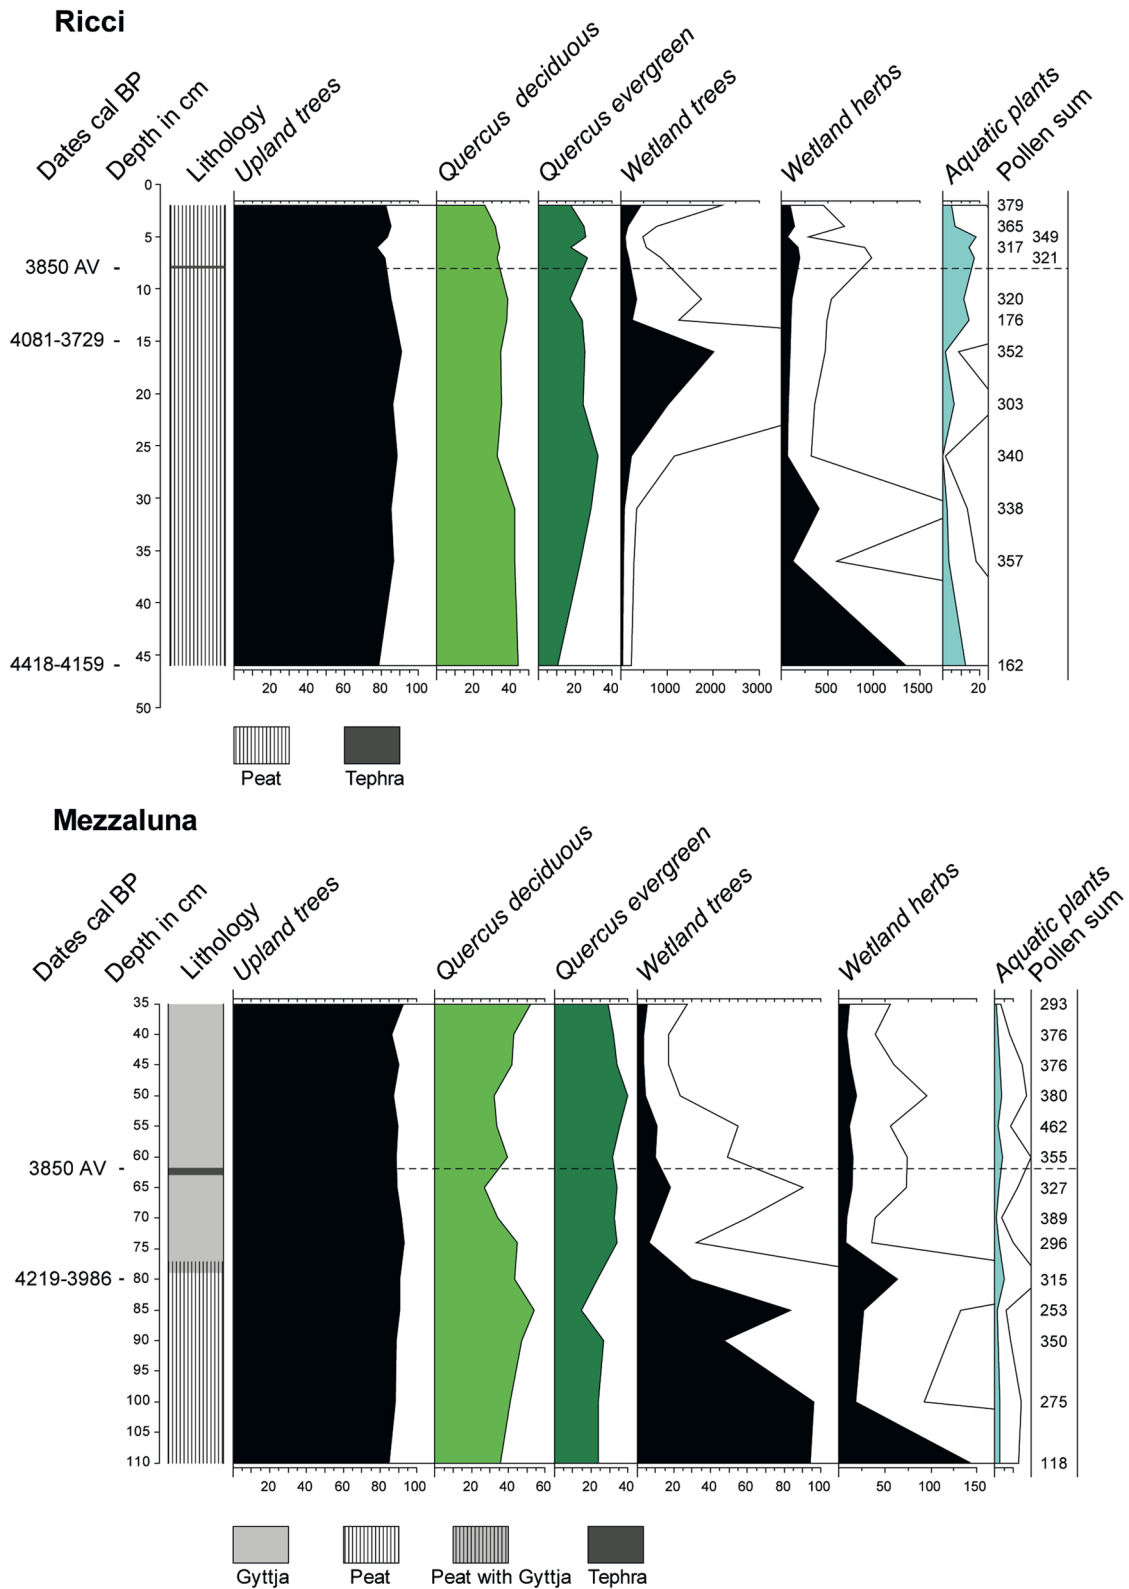 Ricci
Dates cal BP
Depth in cm
Lithology
Upland trees
Quercus deciduous
Quercus evergreen
Wetland trees
Wetland herbs
Aquatic plants
Pollen sum
0
5
10
15
20
25
30
35
40
45
50
3850 AV
4081-3729
4418-4159
379
365
349
317
321
320
176
352
303
340
338
357
162
20 40 60 80 100
20 40
20 40
1000 2000 3000
500 1000 1500
20
Peat
Tephra
Mezzaluna
Dates cal BP
Depth in cm
Lithology
Upland trees
Quercus deciduous
Quercus evergreen
Wetland trees
Wetland herbs
Aquatic plants
Pollen sum
35
40
45
50
55
60
65
70
75
80
85
90
95
100
105
110
3850 AV
4219-3986
293
376
376
380
462
355
327
389
296
315
253
350
275
118
20 40 60 80 100
20 40 60
20 40
20 40 60 80 100
50 100 150
Gyttja
Peat
Peat with Gyttja
Tephra